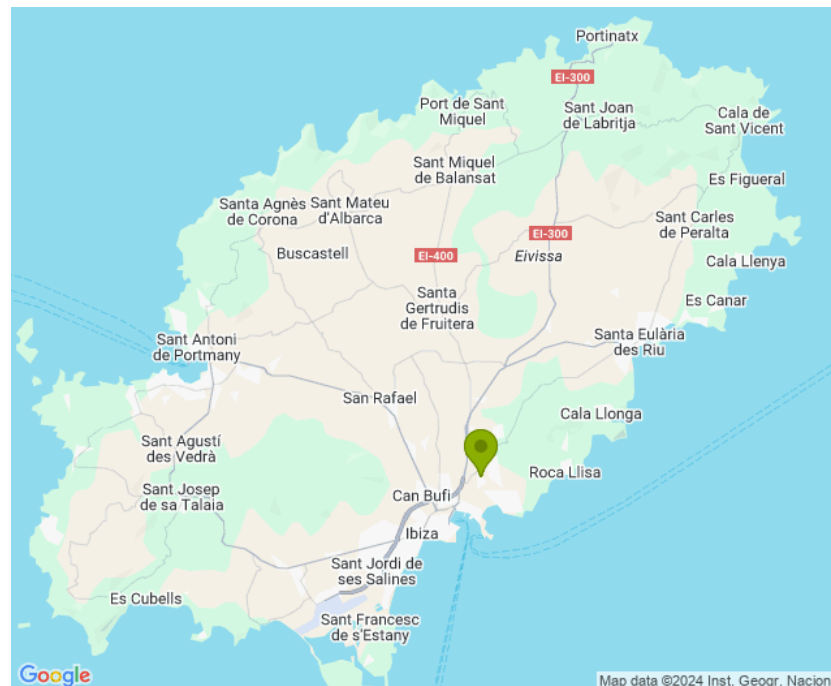 Portinatx
EI-300
Port de Sant
Miquel
Sant Joan
de Labritja
Cala de
Sant Vicent
Sant Miquel
de Balansat
Es Figueral
Santa Agnès
de Corona
Sant Mateu
d'Albarca
Sant Carles
de Peralta
EI-300
Buscastell
EI-400
Eivissa
Cala Llenya
Santa
Gertrudis
de Fruitera
Es Canar
Sant Antoni
de Portmany
Santa Eulària
des Riu
San Rafael
Cala Llonga
Sant Agustí
des Vedrà
Roca Llisa
Sant Josep
de sa Talaia
Can Bufi
Ibiza
Sant Jordi de
ses Salines
Es Cubells
Sant Francesc
de s'Estany
Google
Map data ©2024 Inst. Geogr. Nacion